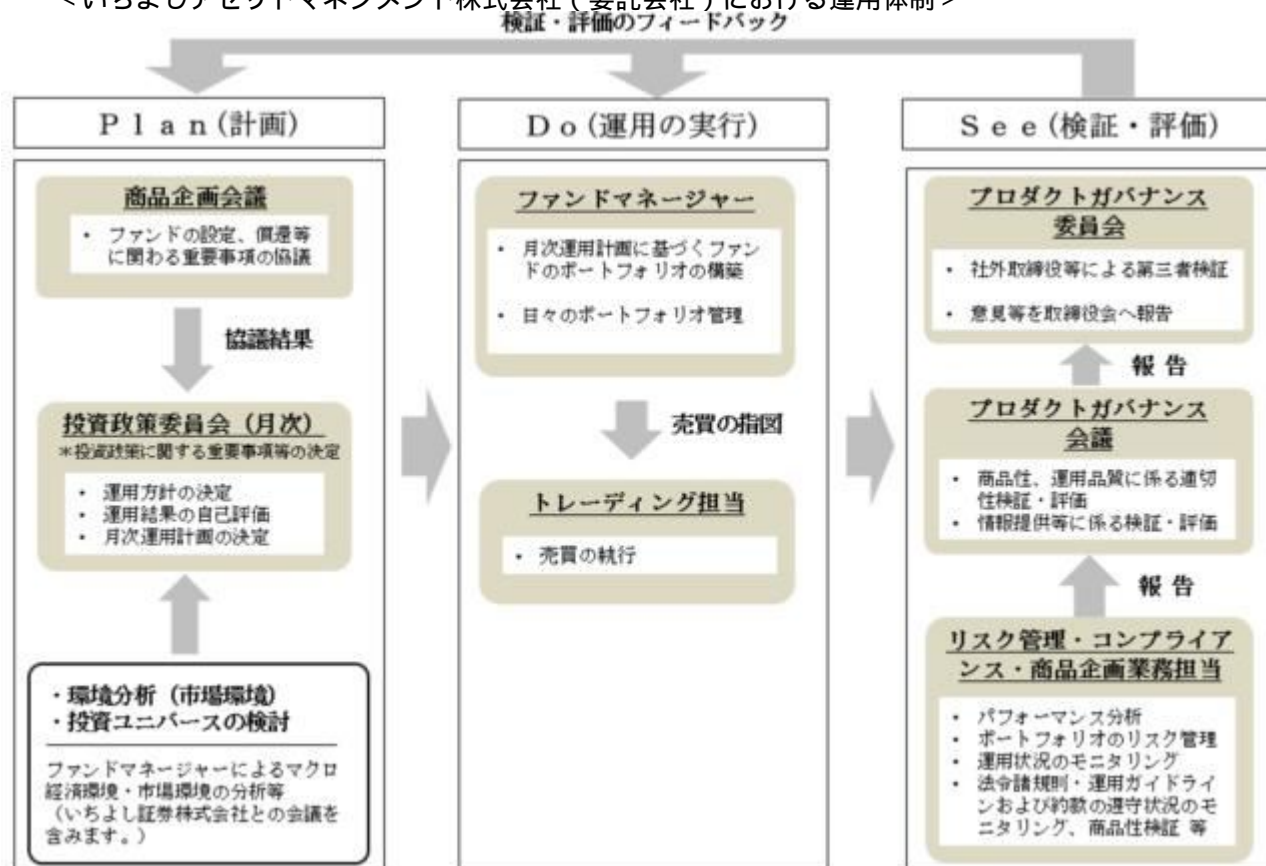 ＜いちよしアセットマネジメント株式会社（委託会社）における運用体制＞
検証・評価のフィードバック
Ｐｌａｎ(計画)
商品企画会議
・ ファンドの設定、償還等
に関わる重要事項の協議
協議結果
投資政策委員会（月次）
＊投資政策に関する重要事項等の決定
・ 運用方針の決定
・ 運用結果の自己評価
・ 月次運用計画の決定
・環境分析（市場環境）
・投資ユニバースの検討
ファンドマネージャーによるマクロ
経済環境・市場環境の分析等
（いちよし証券株式会社との会議を
含みます。）
Ｄｏ(運用の実行)
ファンドマネージャー
・ 月次運用計画に基づくファン
ドのポートフォリオの構築
・ 日々のポートフォリオ管理
売買の指図
トレーディング担当
・ 売買の執行
Ｓｅｅ(検証・評価)
プロダクトガバナンス
委員会
・ 社外取締役等による第三者検証
・ 意見等を取締役会へ報告
報 告
プロダクトガバナンス
会議
・ 商品性、運用品質に係る適切
性検証・評価
・ 情報提供等に係る検証・評価
報 告
リスク管理・コンプライア
ンス・商品企画業務担当
・ パフォーマンス分析
・ ポートフォリオのリスク管理
・ 運用状況のモニタリング
・ 法令諸規則・運用ガイドライ
ンおよび約款の遵守状況のモ
ニタリング、商品性検証 等